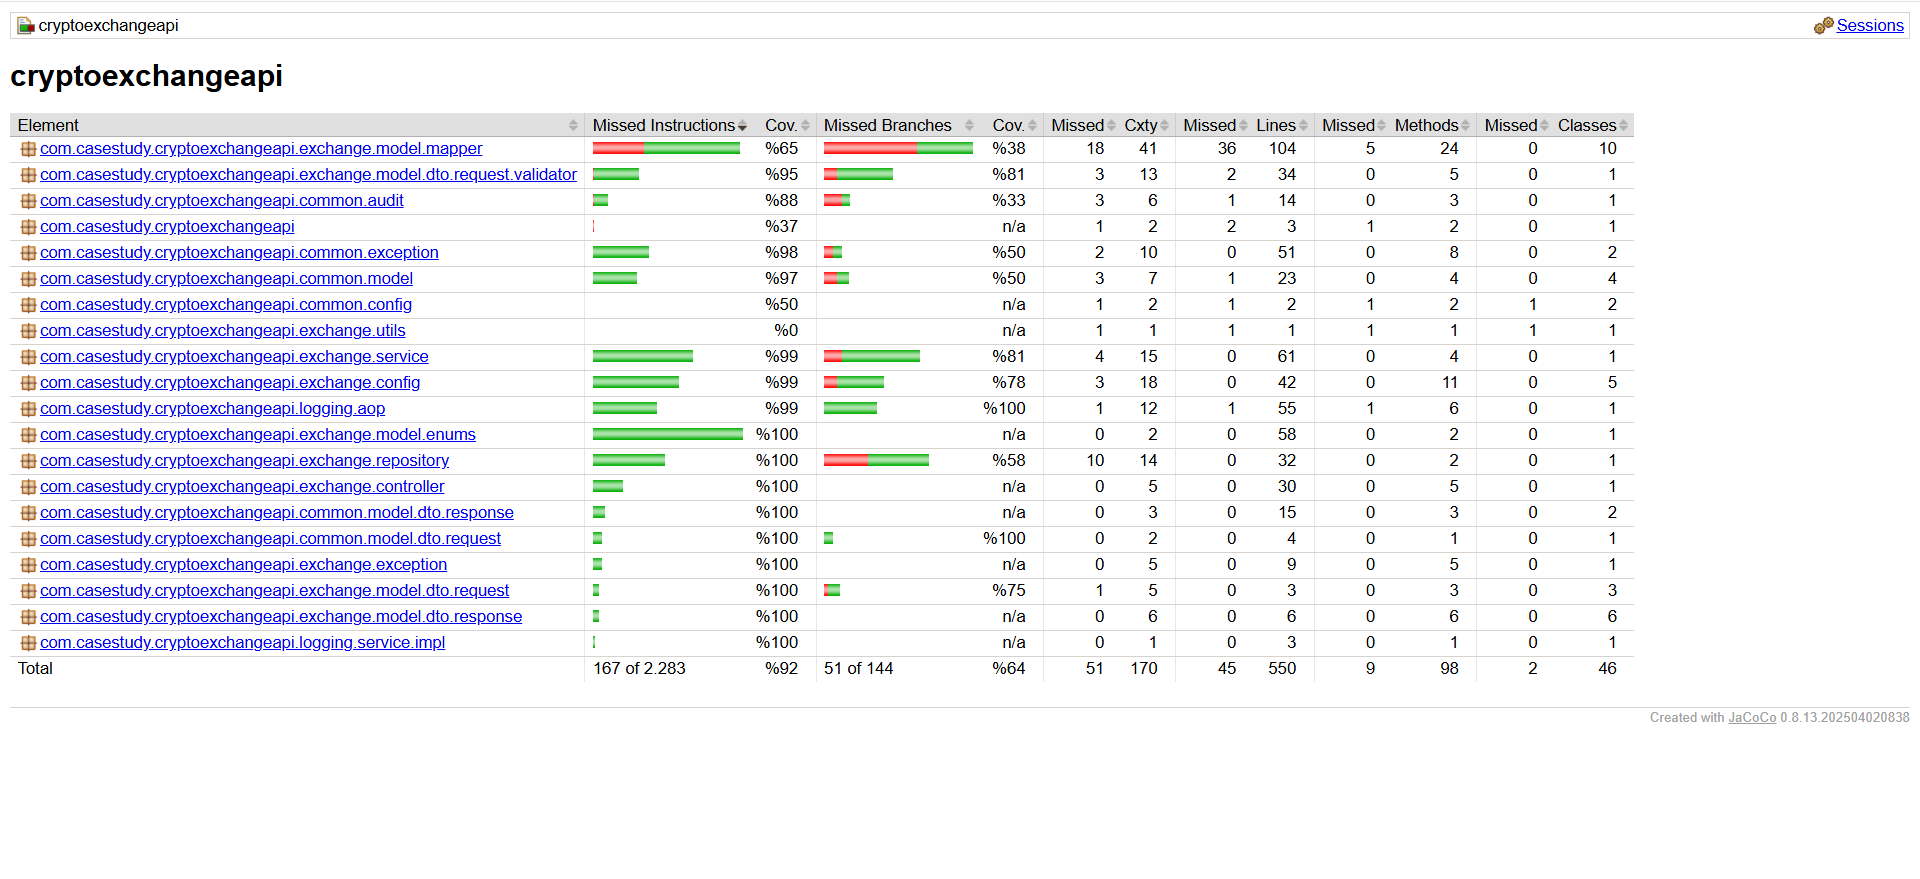 cryptoexchangeapi Sessions
cryptoexchangeapi
Element Missed Instructions Cov. Missed Branches Cov. Missed Cxty Missed Lines Missed Methods Missed Classes
com.casestudy.cryptoexchangeapi.exchange.model.mapper %65 %38 18 41 36 104 5 24 0 10
com.casestudy.cryptoexchangeapi.exchange.model.dto.request.validator %95 %81 3 13 2 34 0 5 0 1
com.casestudy.cryptoexchangeapi.common.audit %88 %33 3 6 1 14 0 3 0 1
com.casestudy.cryptoexchangeapi %37 n/a 1 2 2 3 1 2 0 1
com.casestudy.cryptoexchangeapi.common.exception %98 %50 2 10 0 51 0 8 0 2
com.casestudy.cryptoexchangeapi.common.model %97 %50 3 7 1 23 0 4 0 4
com.casestudy.cryptoexchangeapi.common.config %50 n/a 1 2 1 2 1 2 1 2
com.casestudy.cryptoexchangeapi.exchange.utils %0 n/a 1 1 1 1 1 1 1 1
com.casestudy.cryptoexchangeapi.exchange.service %99 %81 4 15 0 61 0 4 0 1
com.casestudy.cryptoexchangeapi.exchange.config %99 %78 3 18 0 42 0 11 0 5
com.casestudy.cryptoexchangeapi.logging.aop %99 %100 1 12 1 55 1 6 0 1
com.casestudy.cryptoexchangeapi.exchange.model.enums %100 n/a 0 2 0 58 0 2 0 1
com.casestudy.cryptoexchangeapi.exchange.repository %100 %58 10 14 0 32 0 2 0 1
com.casestudy.cryptoexchangeapi.exchange.controller %100 n/a 0 5 0 30 0 5 0 1
com.casestudy.cryptoexchangeapi.common.model.dto.response %100 n/a 0 3 0 15 0 3 0 2
com.casestudy.cryptoexchangeapi.common.model.dto.request %100 %100 0 2 0 4 0 1 0 1
com.casestudy.cryptoexchangeapi.exchange.exception %100 n/a 0 5 0 9 0 5 0 1
com.casestudy.cryptoexchangeapi.exchange.model.dto.request %100 %75 1 5 0 3 0 3 0 3
com.casestudy.cryptoexchangeapi.exchange.model.dto.response %100 n/a 0 6 0 6 0 6 0 6
com.casestudy.cryptoexchangeapi.logging.service.impl %100 n/a 0 1 0 3 0 1 0 1
Total 167 of 2.283 %92 51 of 144 %64 51 170 45 550 9 98 2 46
Created with JaCoCo 0.8.13.202504020838